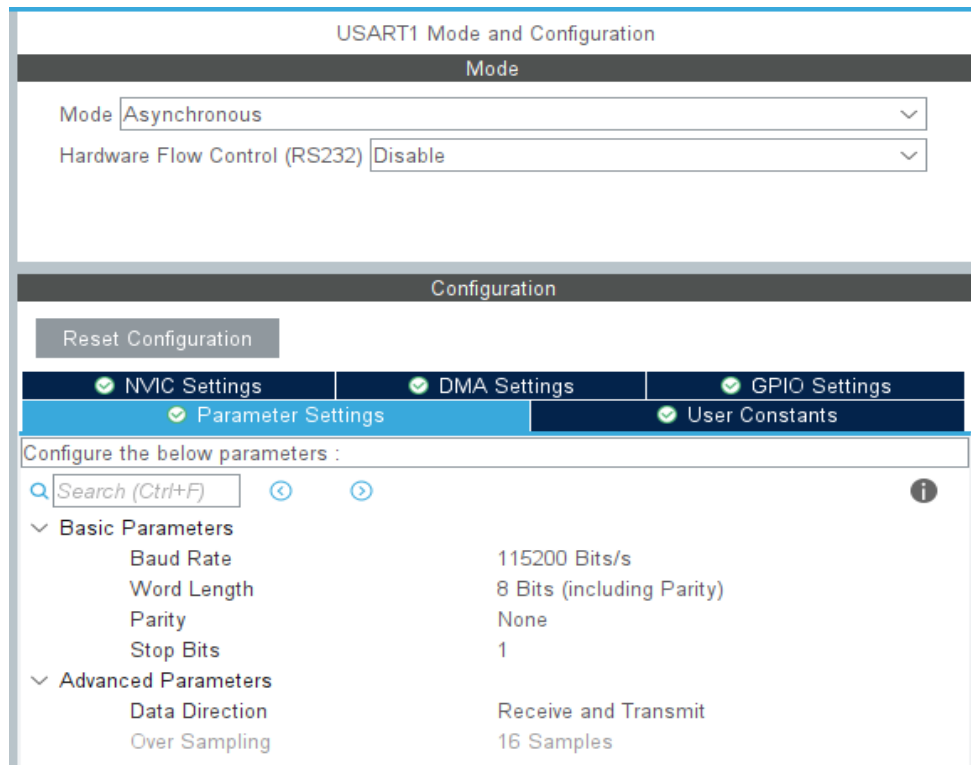 USART1 Mode and Configuration
Mode
Mode Asynchronous
Hardware Flow Control (RS232) Disable
Configuration
Reset Configuration
NVIC Settings DMA Settings GPIO Settings
Parameter Settings User Constants
Configure the below parameters :
Search (Ctrl+F)
Basic Parameters
Baud Rate 115200 Bits/s
Word Length 8 Bits (including Parity)
Parity None
Stop Bits 1
Advanced Parameters
Data Direction Receive and Transmit
Over Sampling 16 Samples